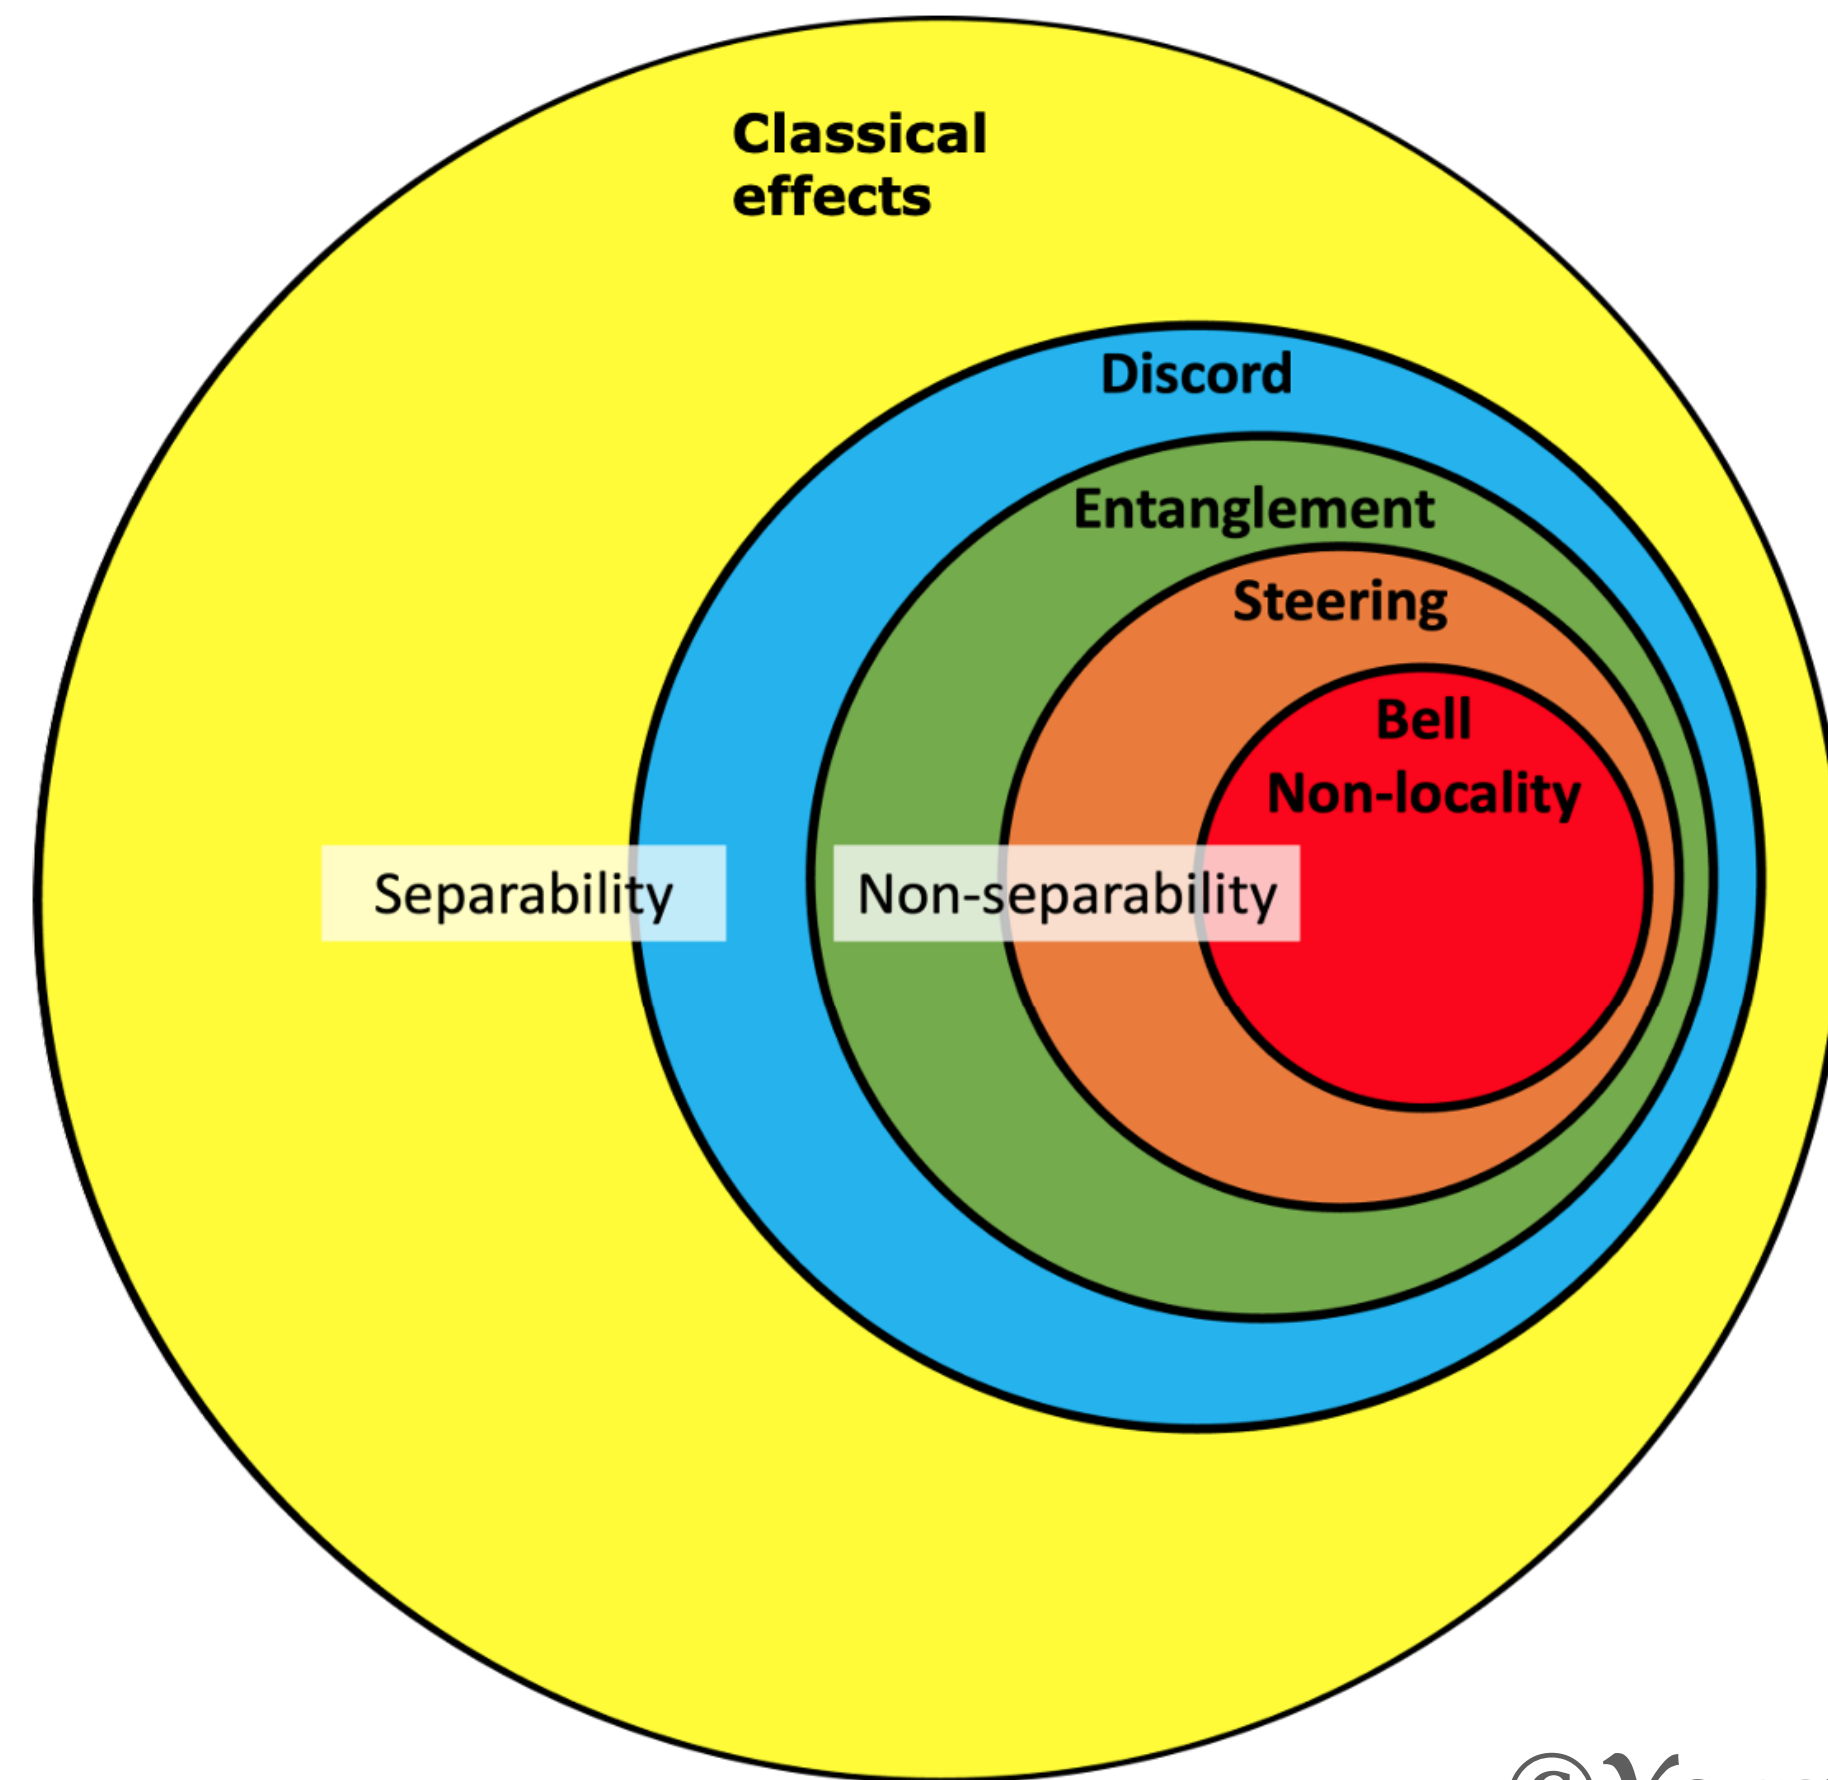 Classical
effects
Discord
Entanglement
Steering
Bell
Non-locality
Separability
Non-separability